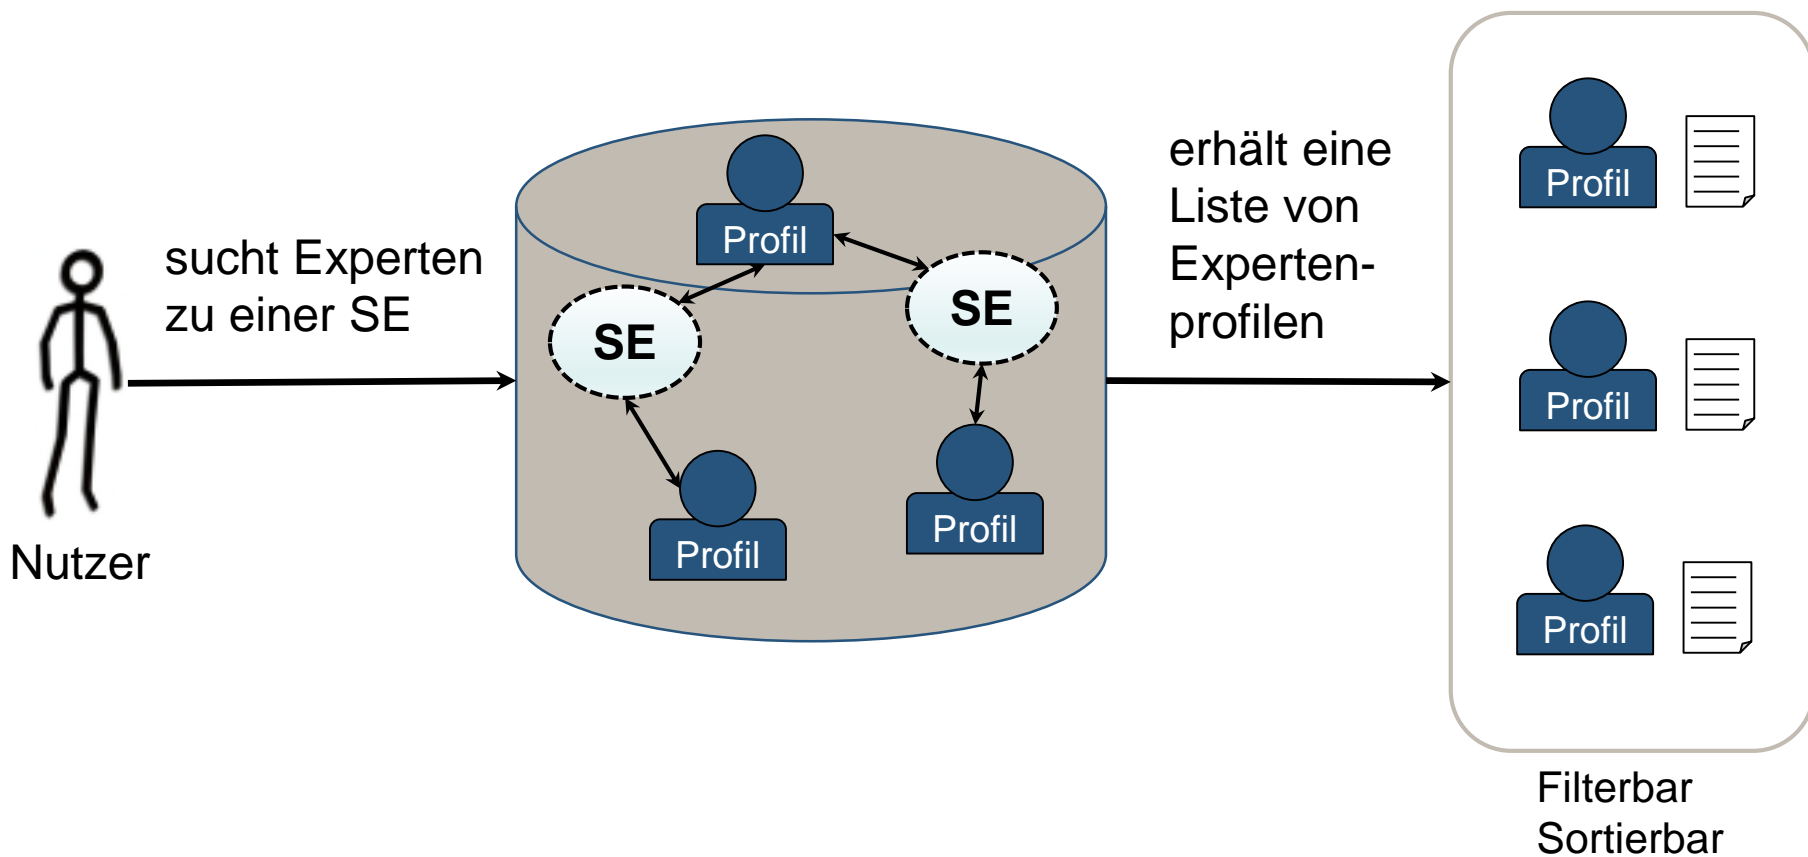 Nutzer
sucht Experten
zu einer SE
Profil
SE
SE
Profil
Profil
erhält eine
Liste von
Experten-
profilen
Profil
Profil
Profil
Filterbar
Sortierbar